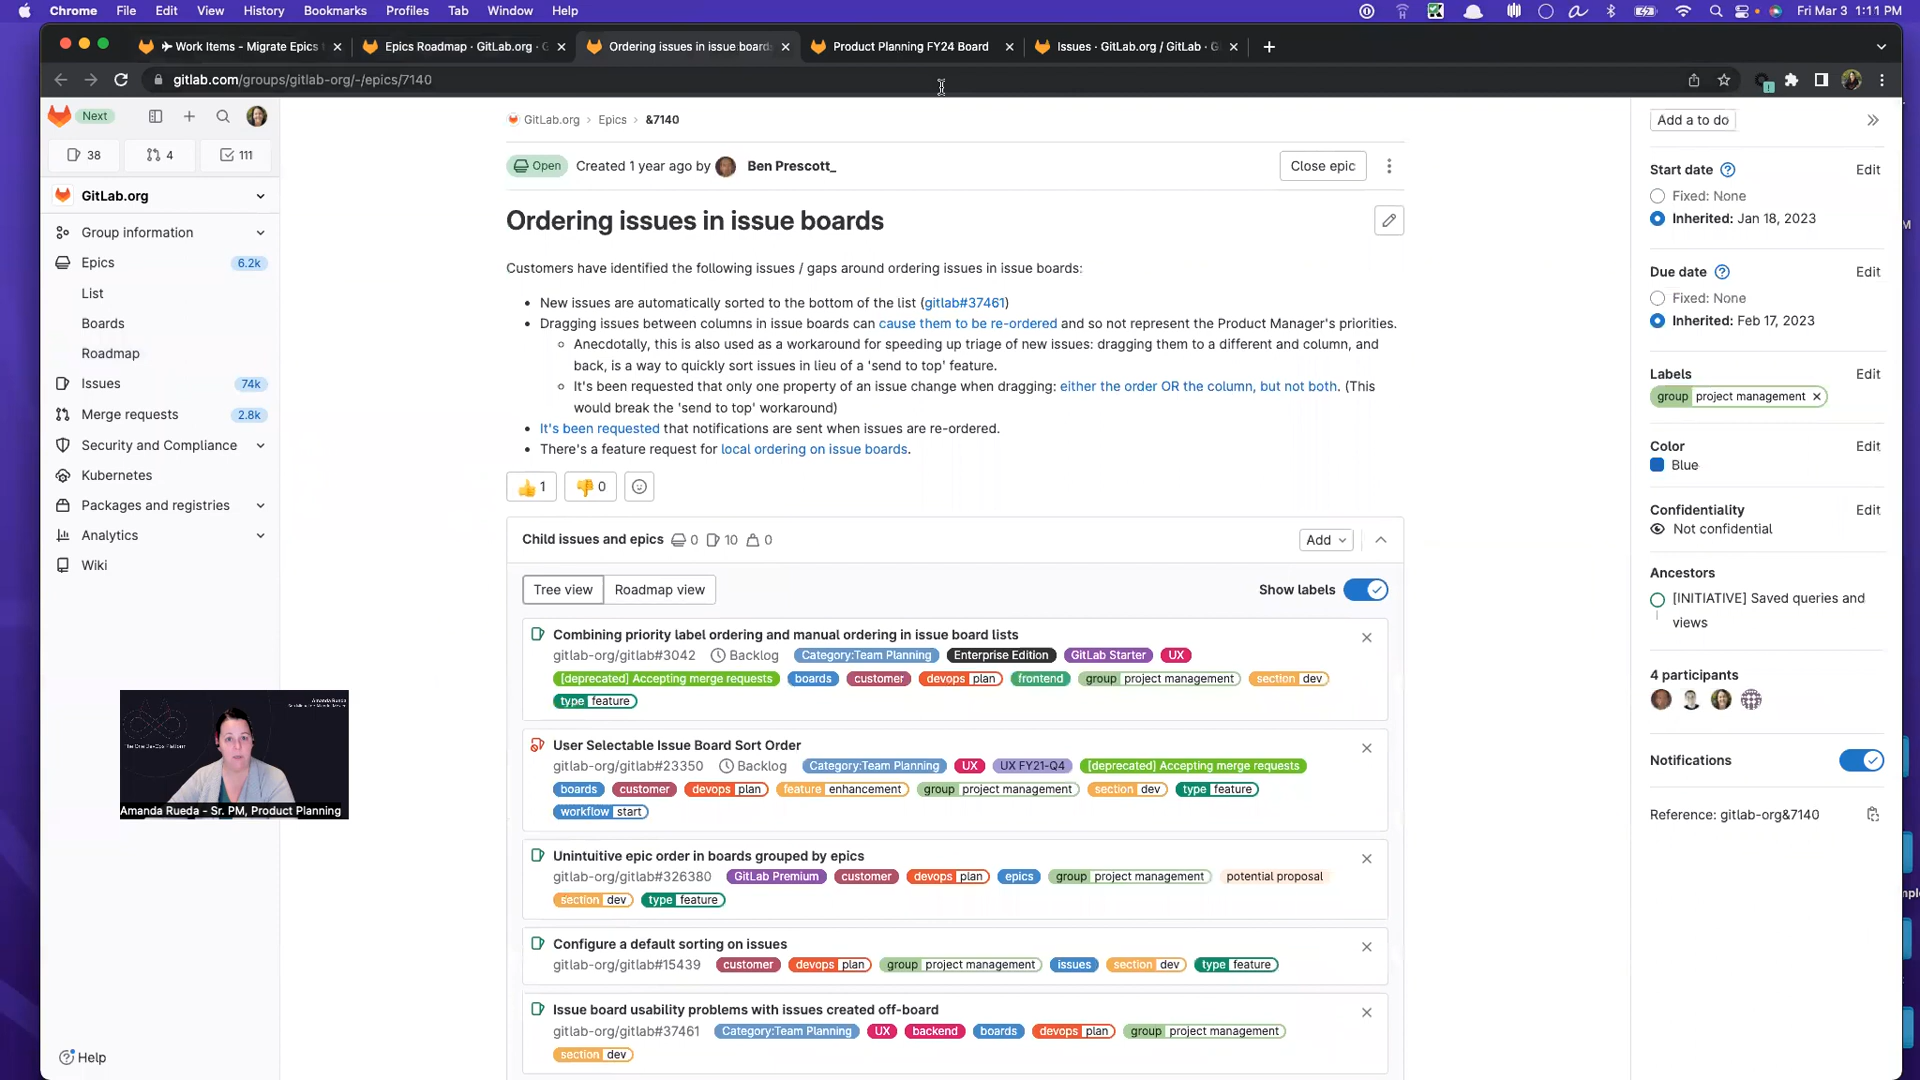 Chrome File Edit View History Bookmarks Profiles Tab Window Help Fri Mar 3 1:11 PM
Work Items - Migrate Epics Epics Roadmap · GitLab.org · G Ordering issues in issue boards Product Planning FY24 Board Issues · GitLab.org / GitLab · G
gitlab.com/groups/gitlab-org/-/epics/7140
Next
38 4 111
GitLab.org
Group information
Epics 6.2k
List
Boards
Roadmap
Issues 74k
Merge requests 2.8k
Security and Compliance
Kubernetes
Packages and registries
Analytics
Wiki
Help
GitLab.org › Epics › &7140
Open Created 1 year ago by Ben Prescott_ Close epic
Ordering issues in issue boards
Customers have identified the following issues / gaps around ordering issues in issue boards:
• New issues are automatically sorted to the bottom of the list (gitlab#37461)
• Dragging issues between columns in issue boards can cause them to be re-ordered and so not represent the Product Manager's priorities.
Anecdotally, this is also used as a workaround for speeding up triage of new issues: dragging them to a different and column, and
back, is a way to quickly sort issues in lieu of a 'send to top' feature.
It's been requested that only one property of an issue change when dragging: either the order OR the column, but not both. (This
would break the 'send to top' workaround)
• It's been requested that notifications are sent when issues are re-ordered.
• There's a feature request for local ordering on issue boards.
1 0
Child issues and epics 0 10 0 Add
Tree view Roadmap view Show labels
Combining priority label ordering and manual ordering in issue board lists
gitlab-org/gitlab#3042 Backlog Category:Team Planning Enterprise Edition GitLab Starter UX
[deprecated] Accepting merge requests boards customer devops plan frontend group project management section dev
type feature
User Selectable Issue Board Sort Order
gitlab-org/gitlab#23350 Backlog Category:Team Planning UX UX FY21-Q4 [deprecated] Accepting merge requests
boards customer devops plan feature enhancement group project management section dev type feature
workflow start
Unintuitive epic order in boards grouped by epics
gitlab-org/gitlab#326380 GitLab Premium customer devops plan epics group project management potential proposal
section dev type feature
Configure a default sorting on issues
gitlab-org/gitlab#15439 customer devops plan group project management issues section dev type feature
Issue board usability problems with issues created off-board
gitlab-org/gitlab#37461 Category:Team Planning UX backend boards devops plan group project management
section dev
Add a to do
Start date Edit
Fixed: None
Inherited: Jan 18, 2023
Due date Edit
Fixed: None
Inherited: Feb 17, 2023
Labels Edit
group project management
Color Edit
Blue
Confidentiality Edit
Not confidential
Ancestors
[INITIATIVE] Saved queries and
views
4 participants
Notifications
Reference: gitlab-org&7140
Amanda Rueda
The One DevOps Platform
Amanda Rueda - Sr. PM, Product Planning